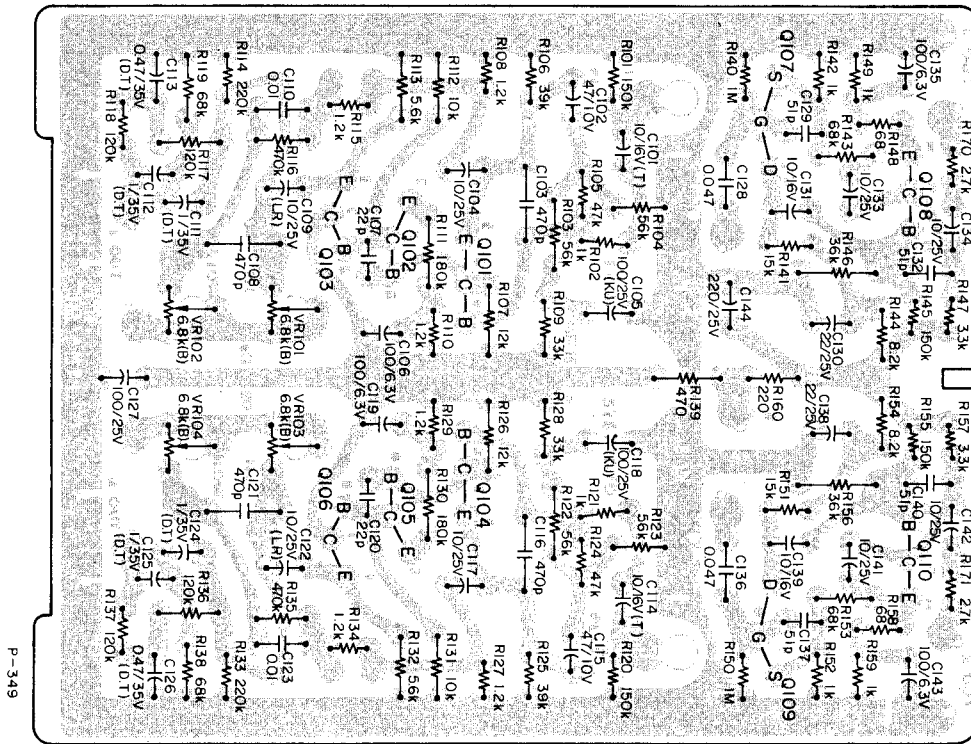 R114 220k
R119 68k
C113
0.47/35V
(D.T)
R118 120k
C110
0.01
R115
1.2k
R113 5.6k
R112 10k
R108 1.2k
R106 39k
C102
47/10V
R101 150k
R140 1M
Q107
S
G
D
R142 1k
R149 1k
C135
100/6.3V
C129
51p
R143
68k
R148
68
R170 2.7k
R117
120k
C112
1/35V
(D.T)
C111
1/35V
(D.T)
R116
470k
C109
10/25V
(LR)
C108
470p
E
C
B
Q103
C107
22p
E
C
B
Q102
C104
10/25V
R111 180k
Q101
E
C
B
C103 470p
R105 47k
R103 56k
C101
10/16V(T)
R104
56k
R102
1k
C105
100/25V
(KU)
C128
0.047
C131
10/16V
C133
10/25V
R141
15k
R146
36k
E
C
B
Q108
C134
10/25V
C132
51p
R147
3.3k
R145 150k
R144 8.2k
VR102
6.8k(B)
VR101
6.8k(B)
R110
1.2k
R107 12k
R109 33k
C106
100/6.3V
C144
220/25V
C130
22/25V
C127
100/25V
C119
100/6.3V
R139
470
R160
220
C138
22/25V
VR104
6.8k(B)
VR103
6.8k(B)
R129
1.2k
R126 12k
R128 33k
R154 8.2k
R155 150k
R157 3.3k
C121
470p
Q106
B
C
E
Q105
B
C
E
C120
22p
R130 180k
B
C
E
Q104
C118
100/25V
(KU)
R121
1k
R122 56k
R123
56k
R151
15k
R156
36k
C140
51p
10/25V
C142
B
C
E
Q110
C124
1/35V
(D.T)
C125
1/35V
(D.T)
C122
10/25V
(LR)
R135
470k
R136
120k
R137 120k
C117
10/25V
C116 470p
R124 47k
C114
10/16V(T)
C136
0.047
C139
10/16V
C141
10/25V
R171 2.7k
R158
68
R153
68k
C137
51p
D
G
S
Q109
C126
0.47/35V
(D.T)
R138 68k
R133 220k
C123
0.01
R134
1.2k
R132 5.6k
R131 10k
R127 1.2k
R125 39k
C115
47/10V
R120 150k
R150 1M
R152 1k
R159 1k
C143
100/6.3V
P-349